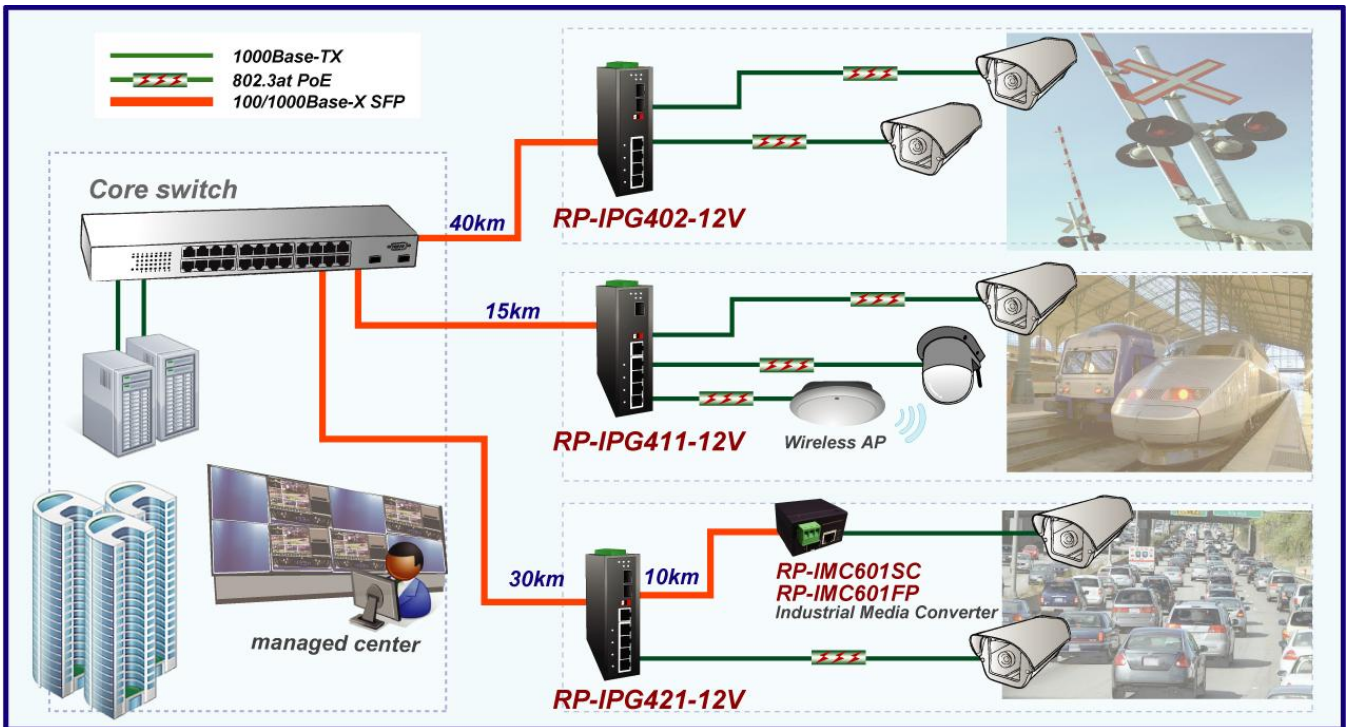 1000Base-TX
802.3at PoE
100/1000Base-X SFP
Core switch
40km
RP-IPG402-12V
15km
RP-IPG411-12V
Wireless AP
managed center
30km
10km
RP-IMC601SC
RP-IMC601FP
Industrial Media Converter
RP-IPG421-12V